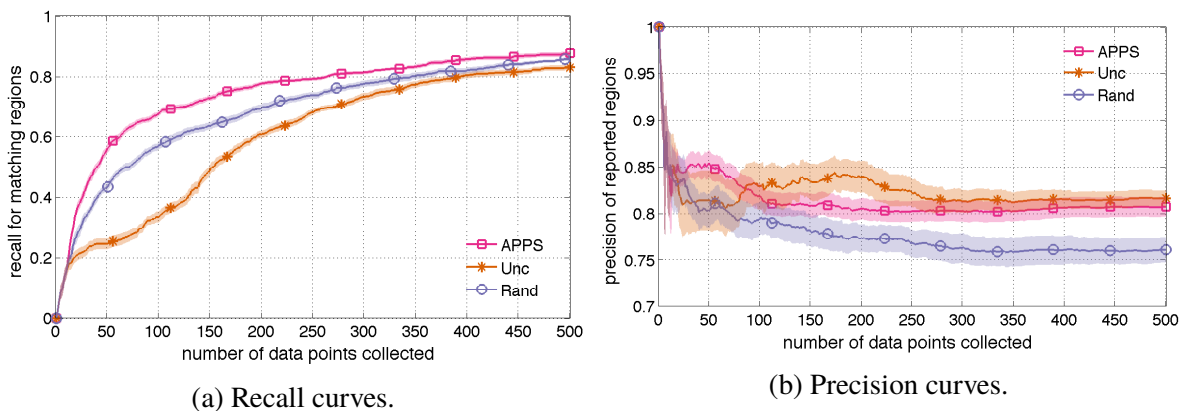 1
0.8
0.6
0.4
0.2
0
recall for matching regions
0 50 100 150 200 250 300 350 400 450 500
number of data points collected
APPS
Unc
Rand
(a) Recall curves.
1
0.95
0.9
0.85
0.8
0.75
0.7
precision of reported regions
0 50 100 150 200 250 300 350 400 450 500
number of data points collected
APPS
Unc
Rand
(b) Precision curves.